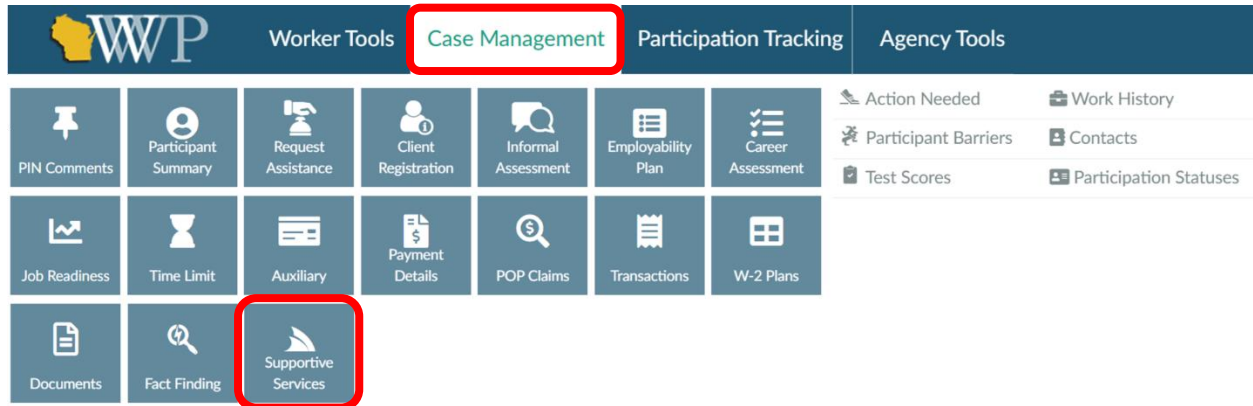 WWP
Worker Tools
Case Management
Participation Tracking
Agency Tools
PIN Comments
Participant
Summary
Request
Assistance
Client
Registration
Informal
Assessment
Employability
Plan
Career
Assessment
Action Needed
Work History
Participant Barriers
Contacts
Test Scores
Participation Statuses
Job Readiness
Time Limit
Auxiliary
Payment
Details
POP Claims
Transactions
W-2 Plans
Documents
Fact Finding
Supportive
Services